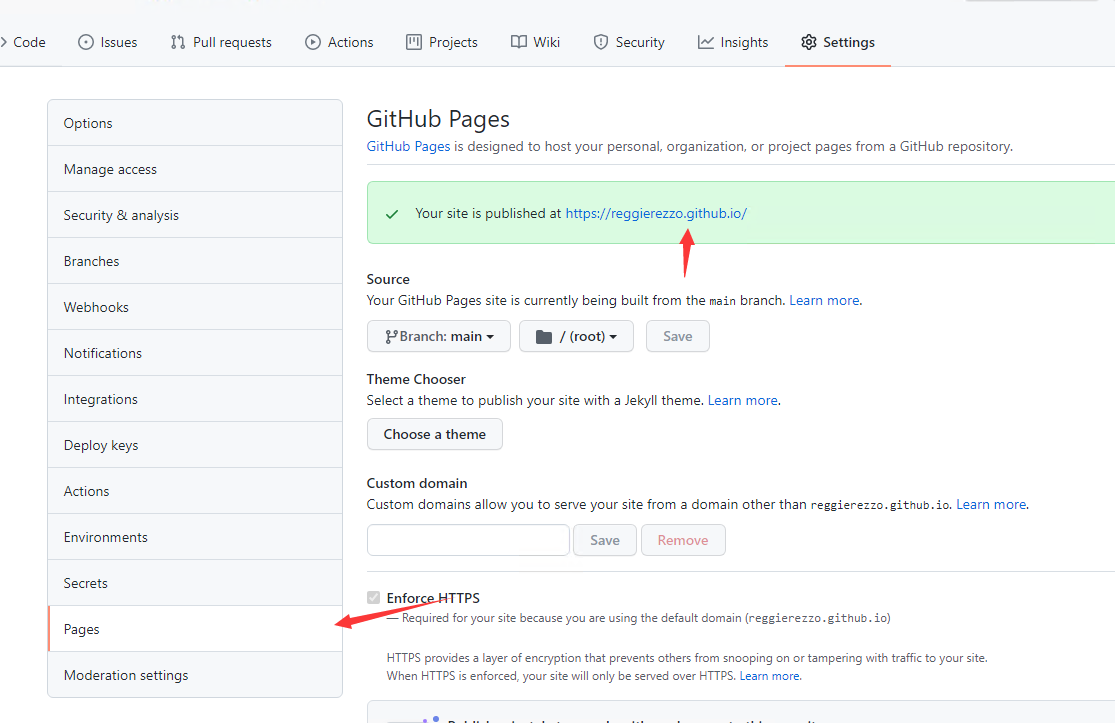 Code Issues Pull requests Actions Projects Wiki Security Insights Settings
Options
Manage access
Security & analysis
Branches
Webhooks
Notifications
Integrations
Deploy keys
Actions
Environments
Secrets
Pages
Moderation settings
GitHub Pages
GitHub Pages is designed to host your personal, organization, or project pages from a GitHub repository.
Your site is published at https://reggierezzo.github.io/
Source
Your GitHub Pages site is currently being built from the main branch. Learn more.
Branch: main / (root) Save
Theme Chooser
Select a theme to publish your site with a Jekyll theme. Learn more.
Choose a theme
Custom domain
Custom domains allow you to serve your site from a domain other than reggierezzo.github.io. Learn more.
Save Remove
Enforce HTTPS
— Required for your site because you are using the default domain (reggierezzo.github.io)
HTTPS provides a layer of encryption that prevents others from snooping on or tampering with traffic to your site.
When HTTPS is enforced, your site will only be served over HTTPS. Learn more.